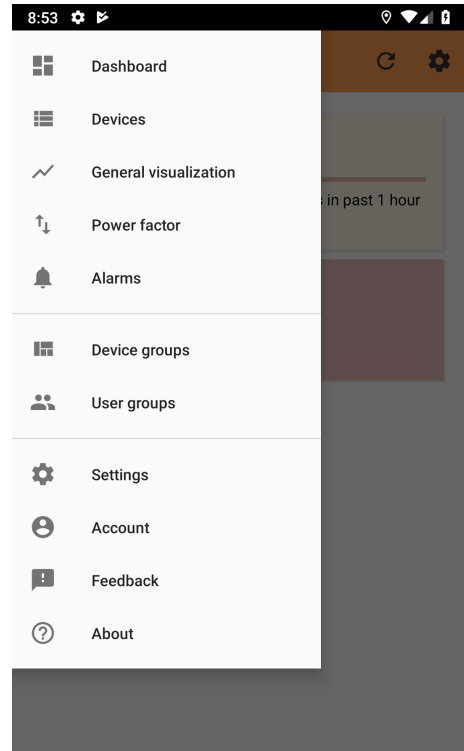 8:53
Dashboard
Devices
General visualization
in past 1 hour
Power factor
Alarms
Device groups
User groups
Settings
Account
Feedback
About